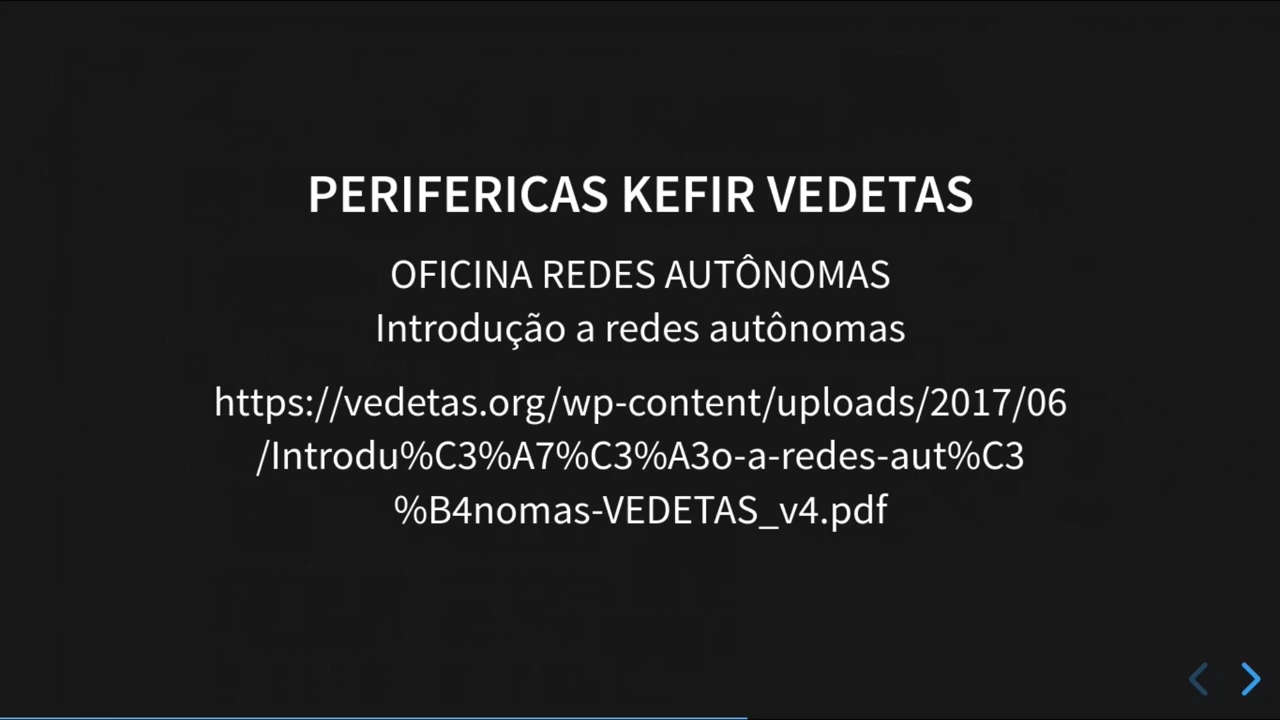 PERIFERICAS KEFIR VEDETAS
OFICINA REDES AUTÔNOMAS
Introdução a redes autônomas
https://vedetas.org/wp-content/uploads/2017/06
/Introdu%C3%A7%C3%A3o-a-redes-aut%C3
%B4nomas-VEDETAS_v4.pdf